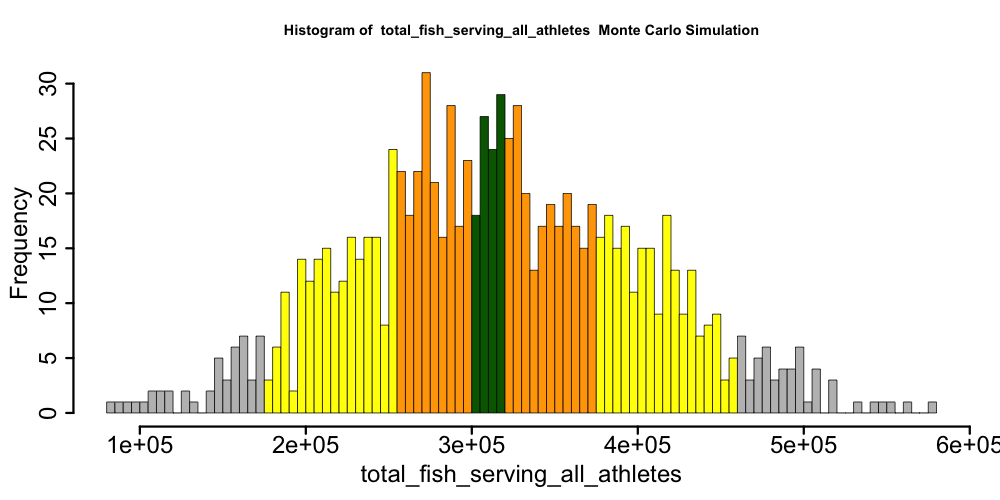 Histogram of  total_fish_serving_all_athletes  Monte Carlo Simulation
Frequency
30
25
20
15
10
5
0
1e+05 2e+05 3e+05 4e+05 5e+05 6e+05
total_fish_serving_all_athletes